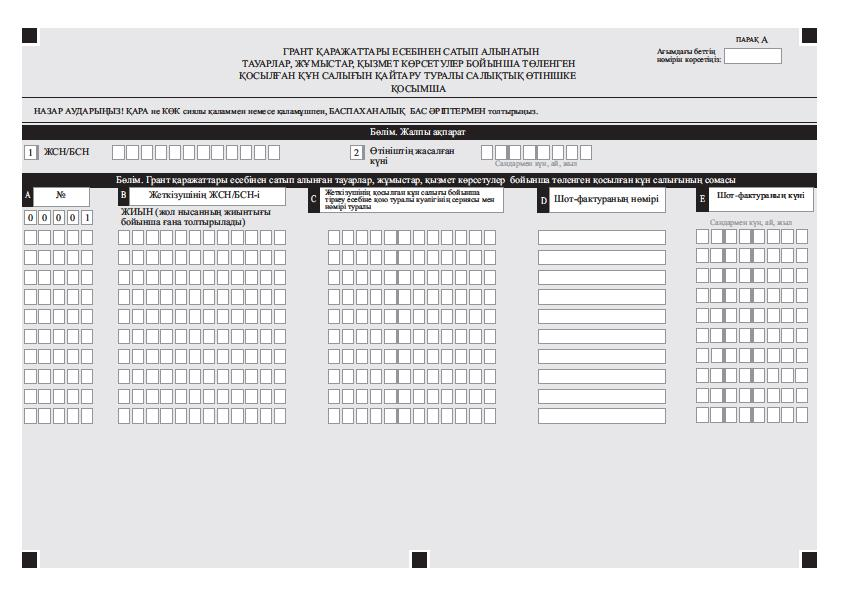 ПАРАҚ А
Ағымдағы беттің
нөмірін көрсетіңіз:
ГРАНТ ҚАРАЖАТТАРЫ ЕСЕБІНЕН САТЫП АЛЫНАТЫН
ТАУАРЛАР, ЖҰМЫСТАР, ҚЫЗМЕТ КӨРСЕТУЛЕР БОЙЫНША ТӨЛЕНГЕН
ҚОСЫЛҒАН ҚҰН САЛЫҒЫН ҚАЙТАРУ ТУРАЛЫ САЛЫҚТЫҚ ӨТІНІШКЕ
ҚОСЫМША
НАЗАР АУДАРЫҢЫЗ! ҚАРА не КӨК сиялы қаламмен немесе қаламұшпен, БАСПАХАНАЛЫҚ БАС ӘРІПТЕРМЕН толтырыңыз.
Бөлім. Жалпы ақпарат
1 ЖСН/БСН
2 Өтініштің жасалған
күні
Санdармен күн, ай, жыл
Бөлім. Грант қаражаттары есебінен сатып алынған тауарлар, жұмыстар, қызмет көрсетулер бойынша төленген қосылған құн салығының сомасы
A №
B Жеткізушінің ЖСН/БСН-і
C Жеткізушінің қосылған құн салығы бойынша
тіркеу есебіне қою туралы куәлігінің сериясы мен
нөмірі туралы
D Шот-фактураның нөмірі
E Шот-фактураның күні
0 0 0 0 1
ЖИЫН (жол нысанның жиынтығы
бойынша ғана толтырылады)
Сандармен күн, ай, жыл